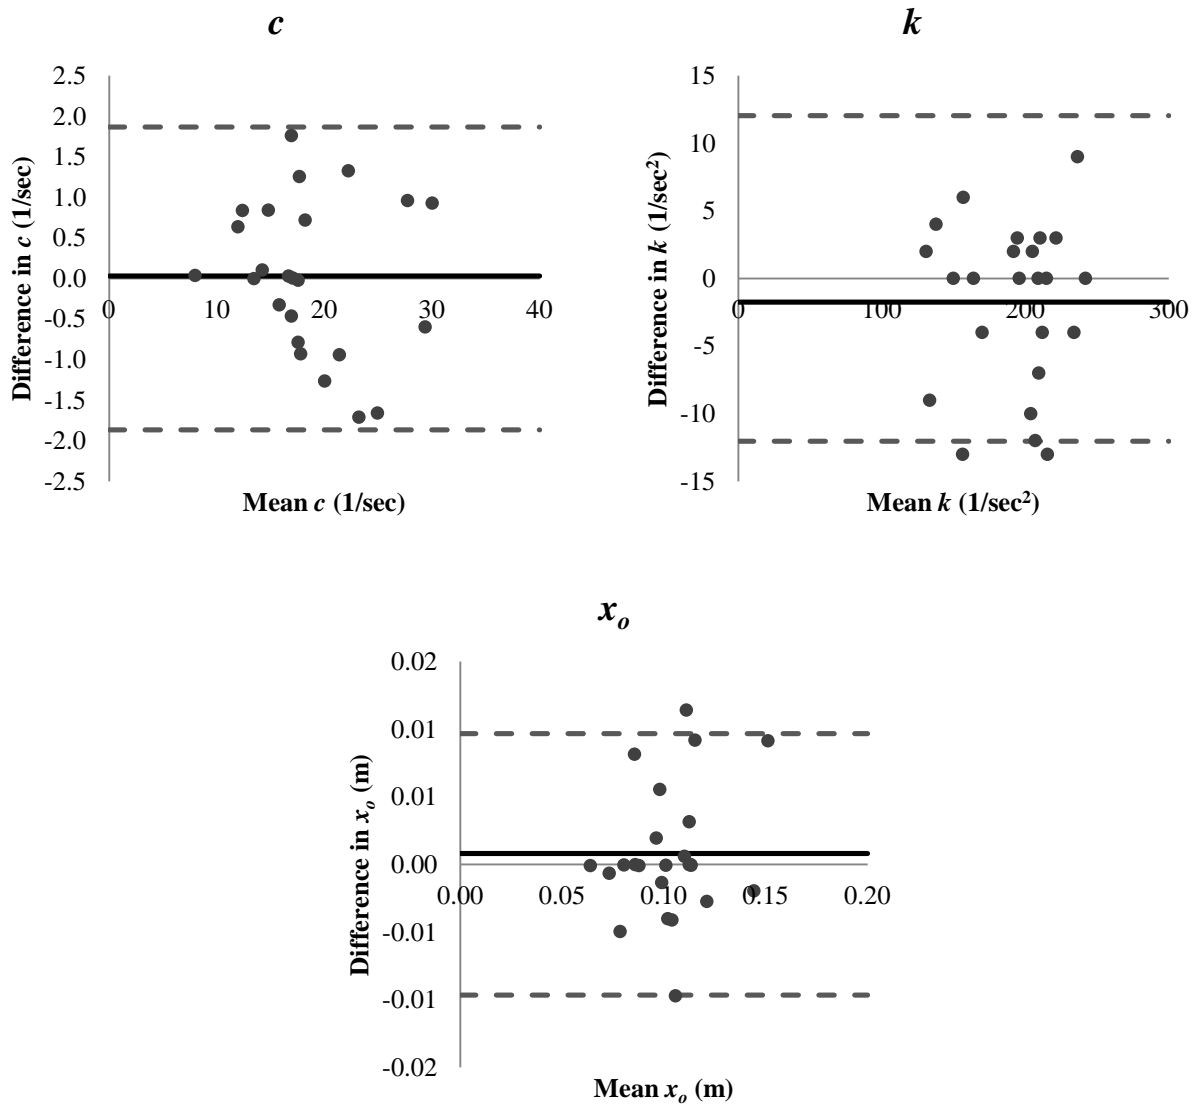 c
2.5
2.0
1.5
1.0
0.5
0.0
-0.5
-1.0
-1.5
-2.0
-2.5
0 10 20 30 40
Difference in c (1/sec)
Mean c (1/sec)
k
15
10
5
0
-5
-10
-15
0 100 200 300
Difference in k (1/sec²)
Mean k (1/sec²)
xₒ
0.02
0.01
0.01
0.00
-0.01
-0.01
-0.02
0.00 0.05 0.10 0.15 0.20
Difference in xₒ (m)
Mean xₒ (m)